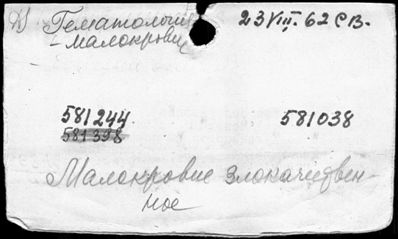 Гематология 23 VIII. 62 св.
- малокровие
581244 581038
581398
Малокровие злокачествен-
ное